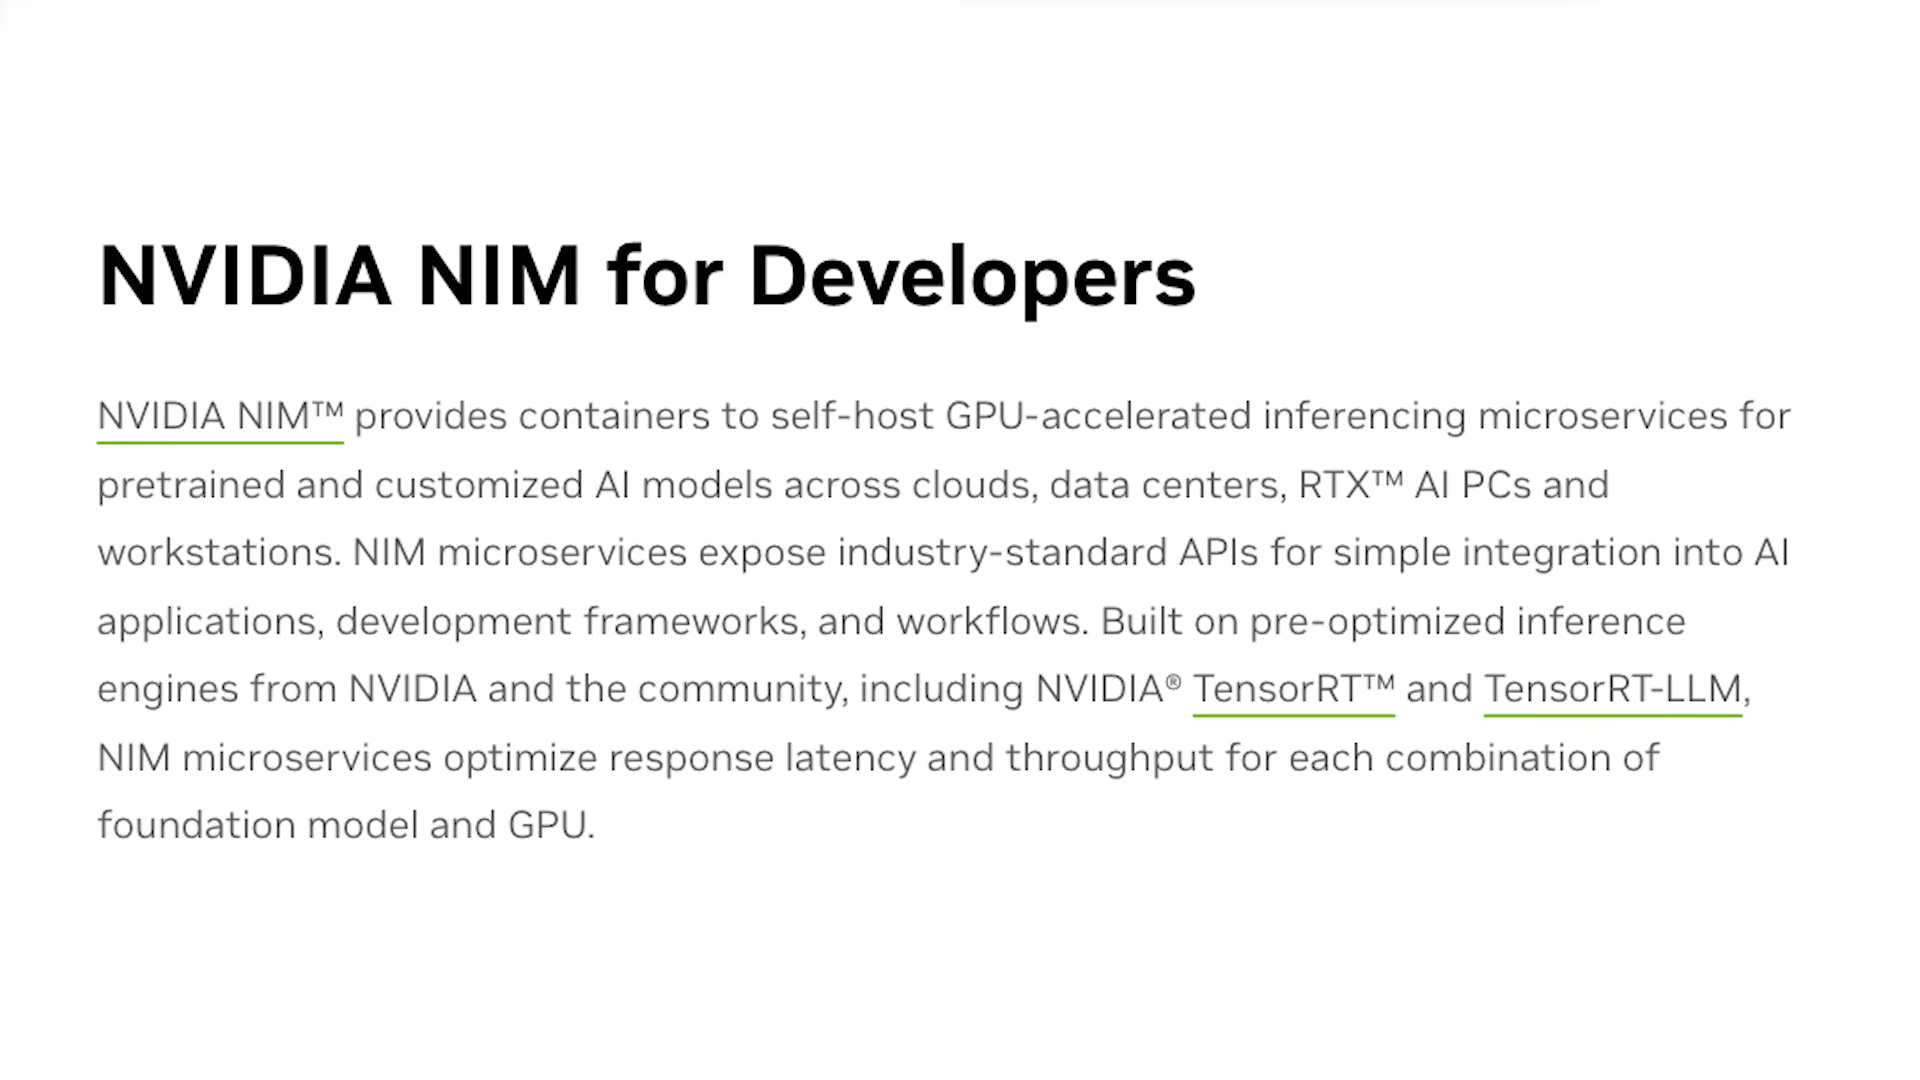 NVIDIA NIM for Developers
NVIDIA NIM™ provides containers to self-host GPU-accelerated inferencing microservices for
pretrained and customized AI models across clouds, data centers, RTX™ AI PCs and
workstations. NIM microservices expose industry-standard APIs for simple integration into AI
applications, development frameworks, and workflows. Built on pre-optimized inference
engines from NVIDIA and the community, including NVIDIA® TensorRT™ and TensorRT-LLM,
NIM microservices optimize response latency and throughput for each combination of
foundation model and GPU.